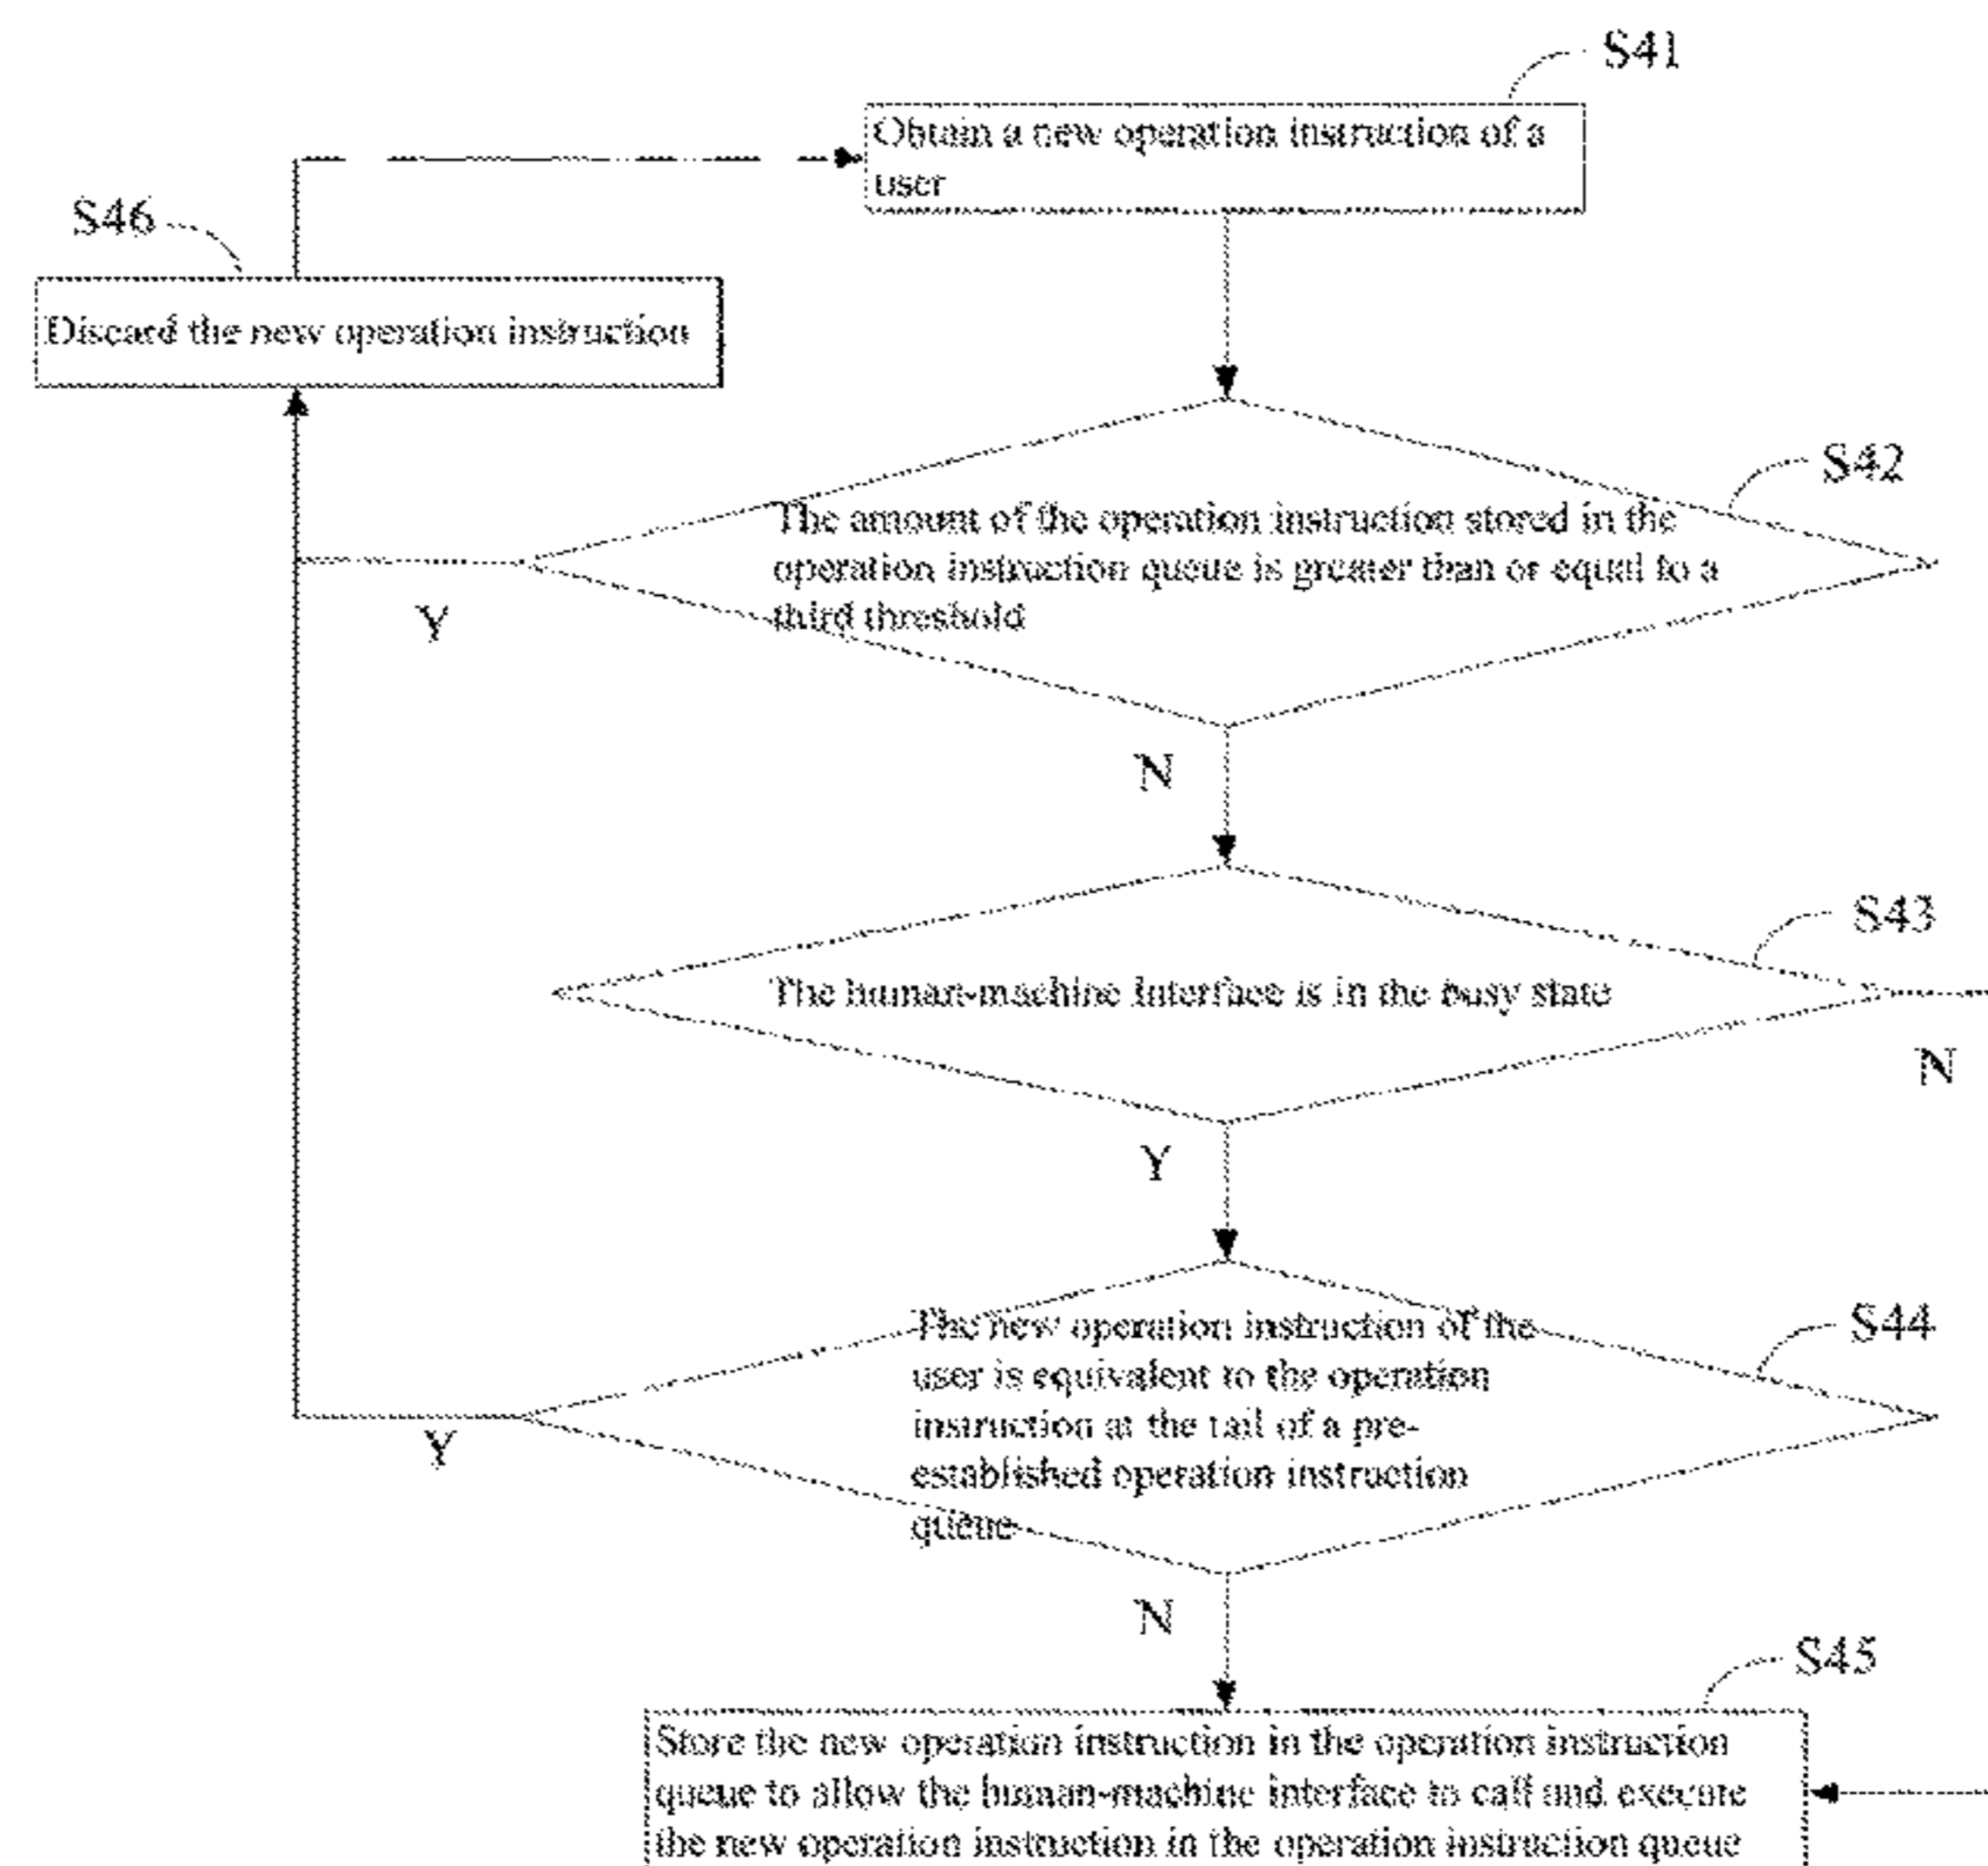 S41
Obtain a new operation instruction of a
user
S46
Discard the new operation instruction
S42
The amount of the operation instruction stored in the
operation instruction queue is greater than or equal to a
third threshold
Y
N
S43
The human-machine Interface is in the busy state
N
Y
S44
The new operation instruction of the
user is equivalent to the operation
instruction at the tail of a pre-
established operation instruction
queue
Y
N
S45
Store the new operation instruction in the operation instruction
queue to allow the human-machine interface to call and execute
the new operation instruction in the operation instruction queue